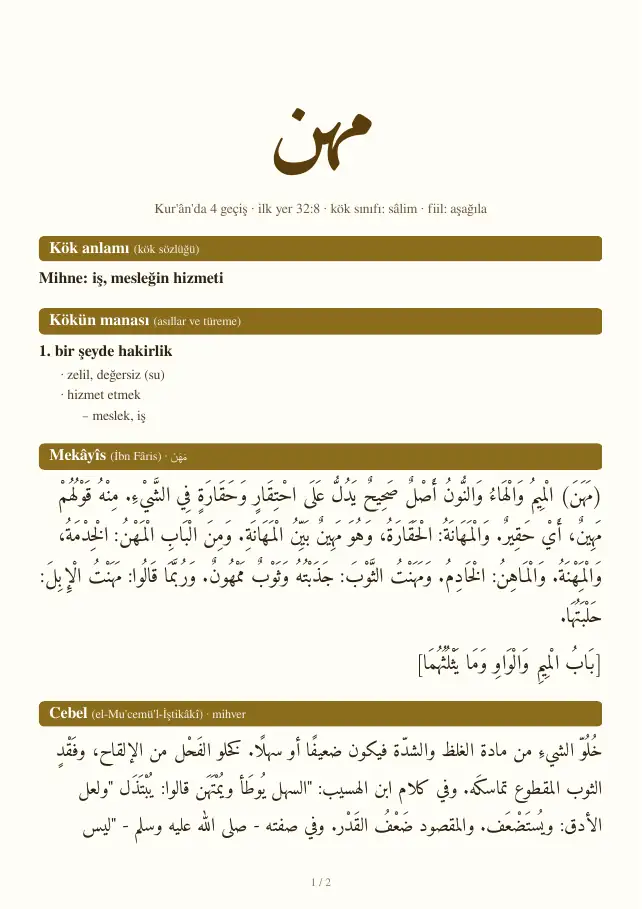 مهن
Kur'ân'da 4 geçiş · ilk yer 32:8 · kök sınıfı: sâlim · fiil: aşağıla
Kök anlamı (kök sözlüğü)
Mihne: iş, mesleğin hizmeti
Kökün manası (asıllar ve türeme)
1. bir şeyde hakirlik
· zelil, değersiz (su)
· hizmet etmek
– meslek, iş
Mekâyîs (İbn Fâris) · مَهَنَ
(مَهَنَ) الْمِيمُ وَالْهَاءُ وَالنُّونُ أَصْلٌ صَحِيحٌ يَدُلُّ عَلَى احْتِقَارٍ وَحَقَارَةٍ فِي الشَّيْءِ. مِنْهُ قَوْلُهُمْ
مَهِينٌ، أَيْ حَقِيرٌ. وَالْمَهَانَةُ: الْحَقَارَةُ، وَهُوَ مَهِينٌ بَيِّنُ الْمَهَانَةِ. وَمِنَ الْبَابِ الْمَهْنُ: الْخِدْمَةُ،
وَالْمِهْنَةُ. وَالْمَاهِنُ: الْخَادِمُ. وَمَهَنْتُ الثَّوْبَ: جَذَبْتُهُ وَثَوْبٌ مَمْهُونٌ. وَرُبَّمَا قَالُوا: مَهَنْتُ الْإِبِلَ:
حَلَبْتُهَا.
[بَابُ الْمِيمِ وَالْوَاوِ وَمَا يَثْلُثُهُمَا]
Cebel (el-Mu'cemü'l-İştikâkî) · mihver
خُلُوّ الشيءِ من مادة الغلظ والشدّة فيكون ضعيفًا أو سهلًا. كخلو الفَحْل من الإلقاح، وفَقْدِ
الثوب المقطوع تماسكَه. وفي كلام ابن الهسيب: "السهل يُوطَأ ويُمْتَهَن قالوا: يُبْتَذَل "ولعل
الأدق: ويُستَضْعَف. والمقصود ضَعْفُ القَدْر. وفي صفته - صلى الله عليه وسلم - "ليس
1 / 2